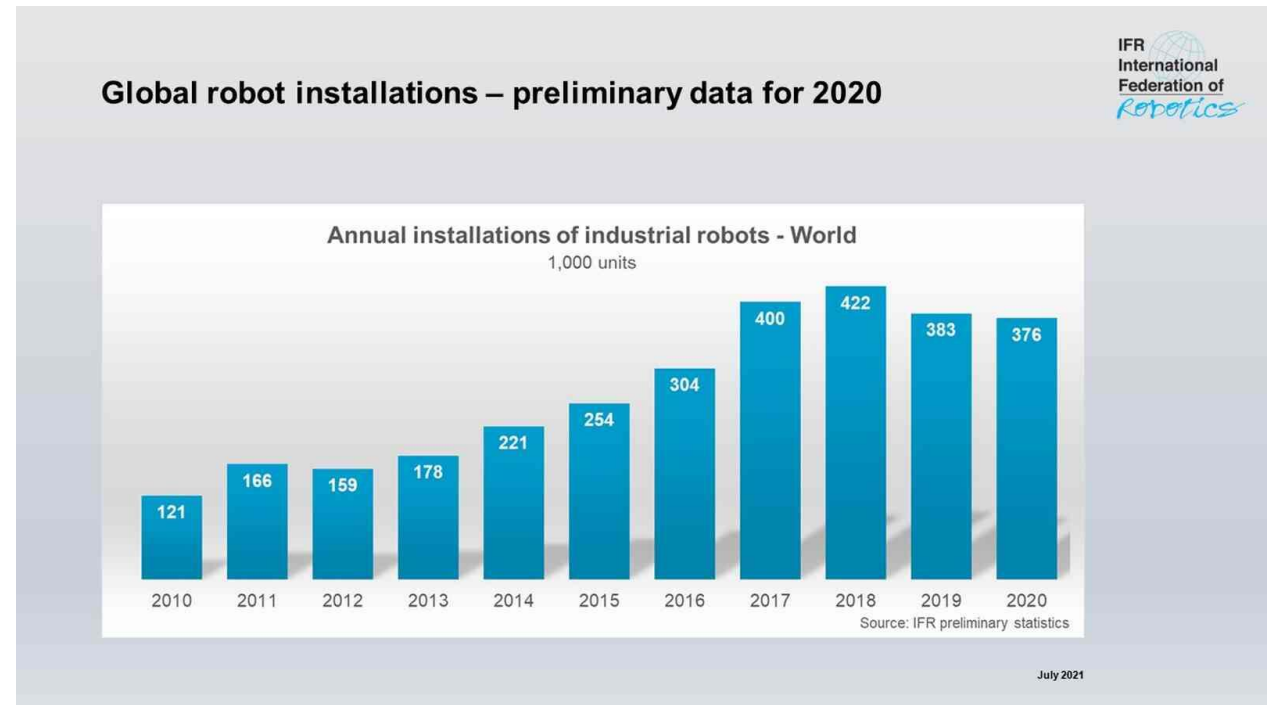 Global robot installations – preliminary data for 2020
IFR
International
Federation of
Robotics
Annual installations of industrial robots - World
1,000 units
121
166
159
178
221
254
304
400
422
383
376
2010 2011 2012 2013 2014 2015 2016 2017 2018 2019 2020
Source: IFR preliminary statistics
July 2021